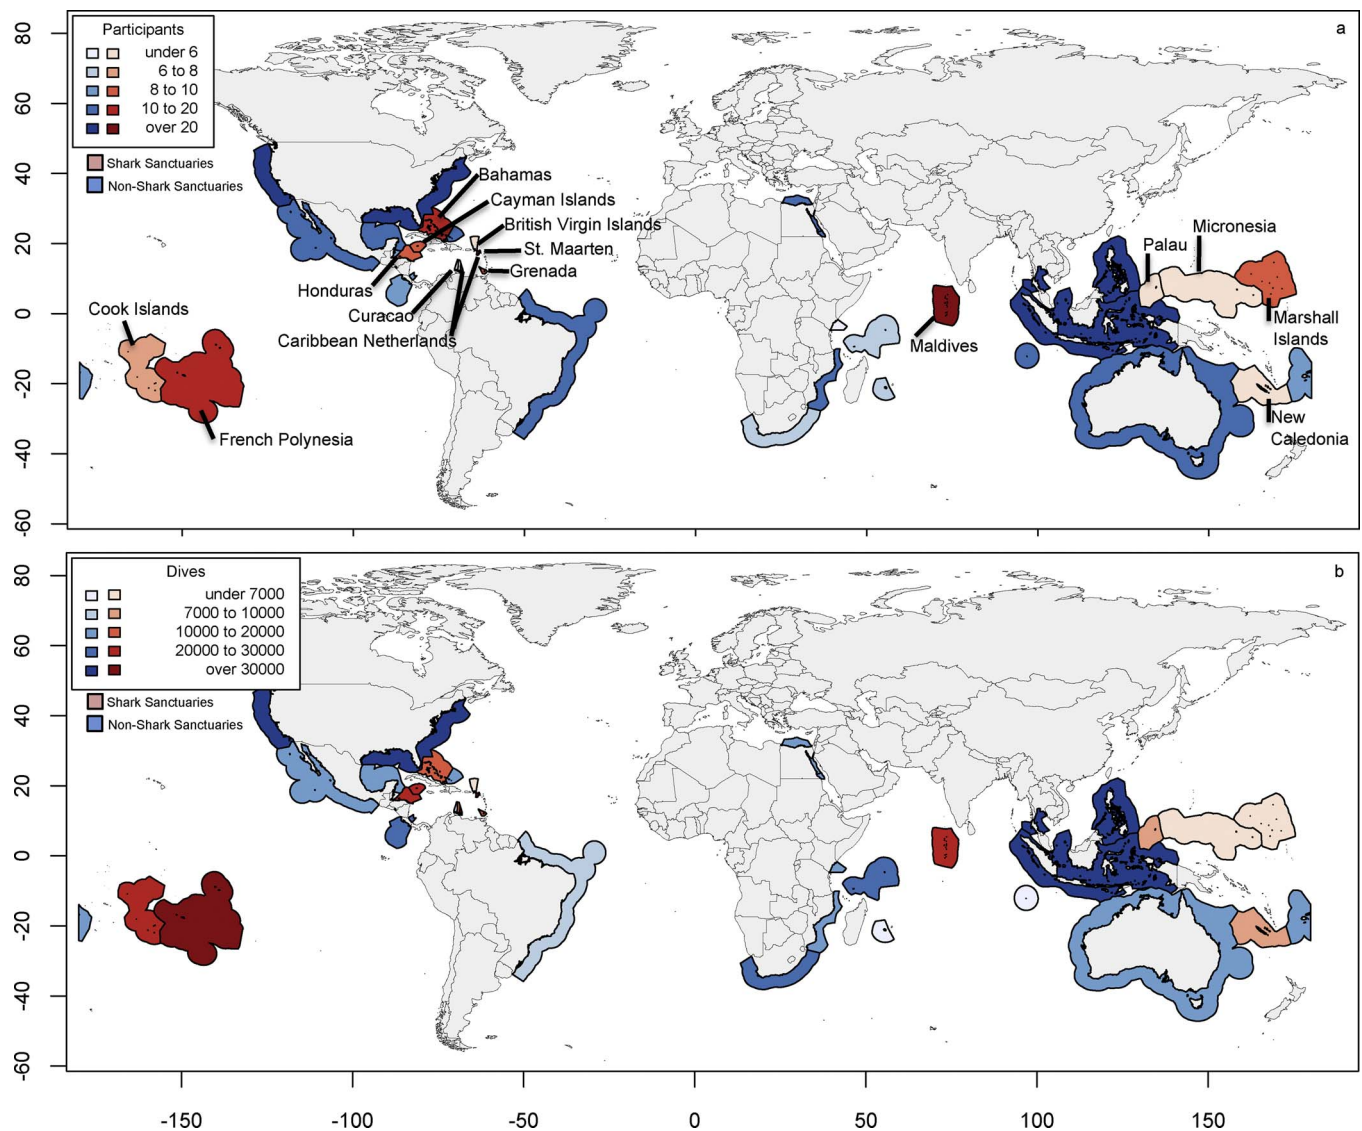 a
Participants
under 6
6 to 8
8 to 10
10 to 20
over 20
Shark Sanctuaries
Non-Shark Sanctuaries
80
60
40
20
0
-20
-40
-60
Bahamas
Cayman Islands
British Virgin Islands
St. Maarten
Grenada
Honduras
Curacao
Caribbean Netherlands
Cook Islands
French Polynesia
Maldives
Micronesia
Palau
Marshall
Islands
New
Caledonia
b
Dives
under 7000
7000 to 10000
10000 to 20000
20000 to 30000
over 30000
Shark Sanctuaries
Non-Shark Sanctuaries
80
60
40
20
0
-20
-40
-60
-150 -100 -50 0 50 100 150